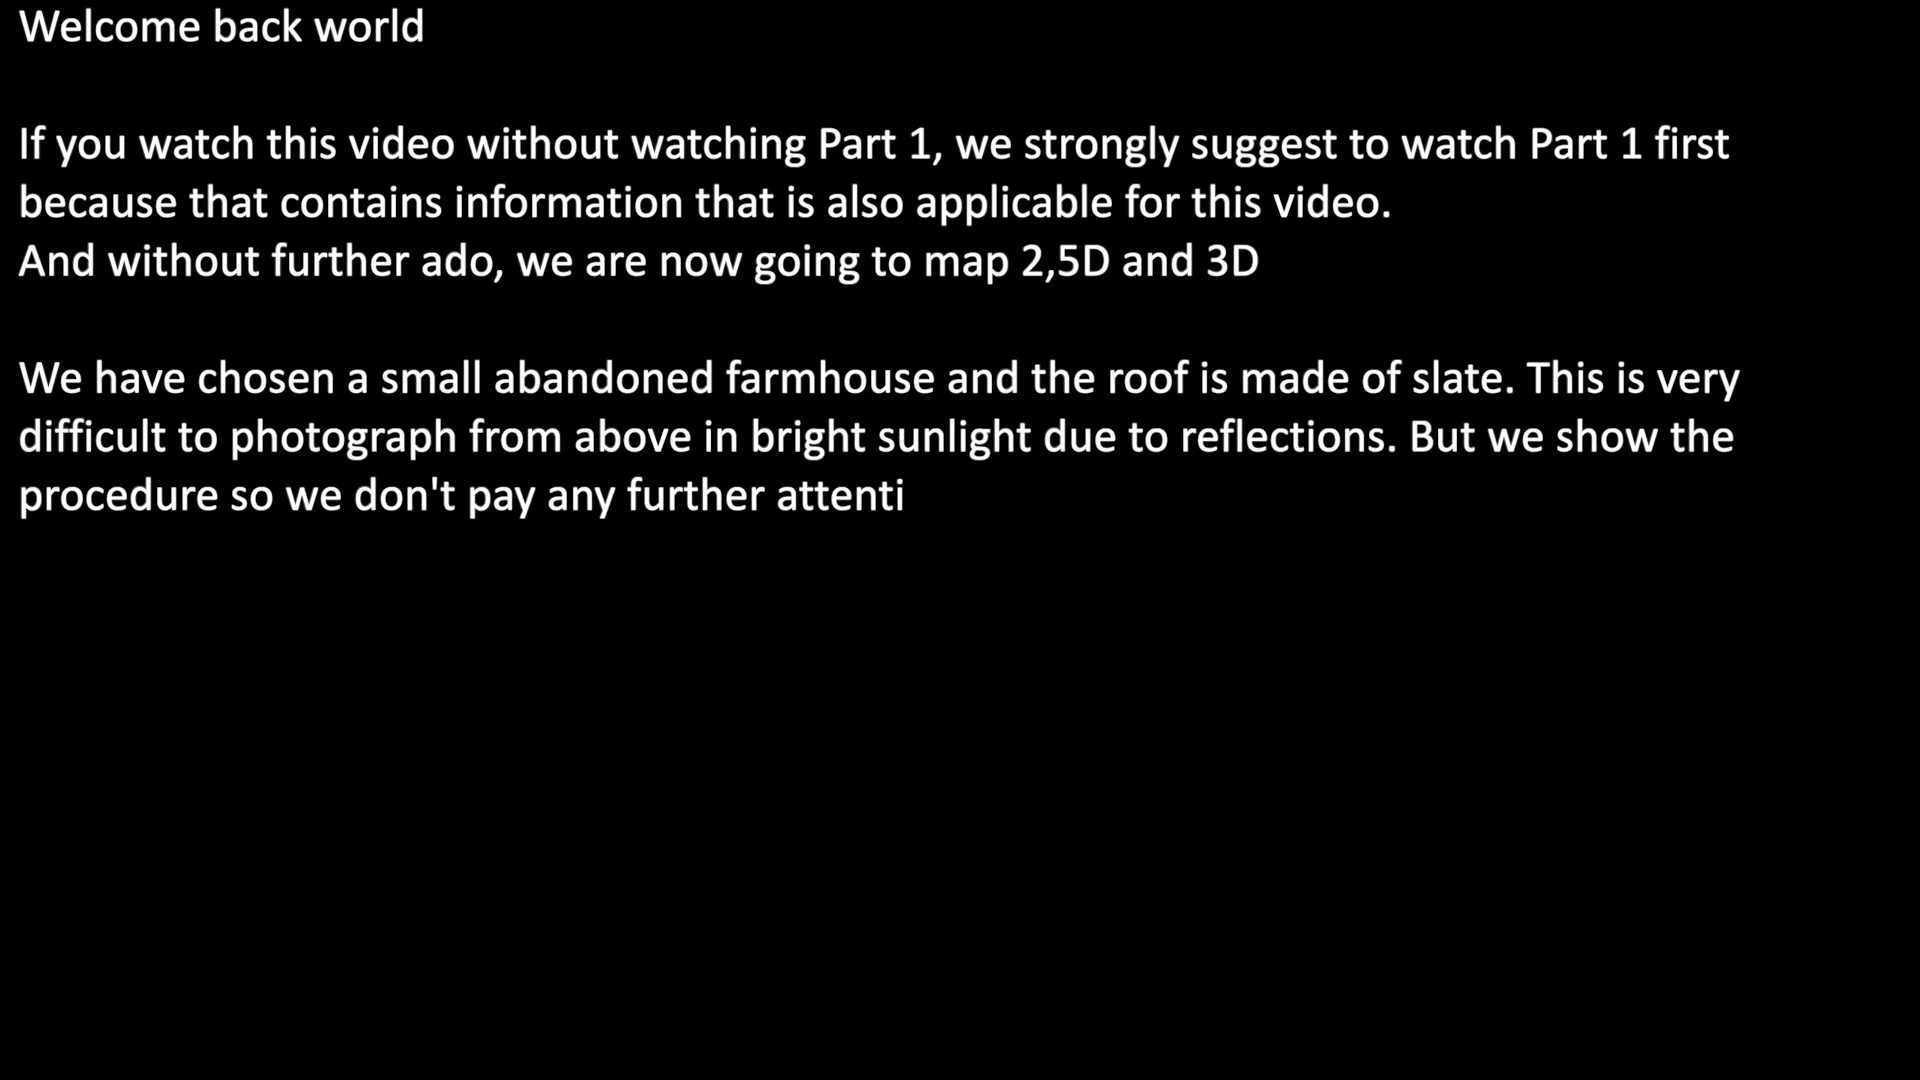 Welcome back world
If you watch this video without watching Part 1, we strongly suggest to watch Part 1 first
because that contains information that is also applicable for this video.
And without further ado, we are now going to map 2,5D and 3D
We have chosen a small abandoned farmhouse and the roof is made of slate. This is very
difficult to photograph from above in bright sunlight due to reflections. But we show the
procedure so we don't pay any further attenti